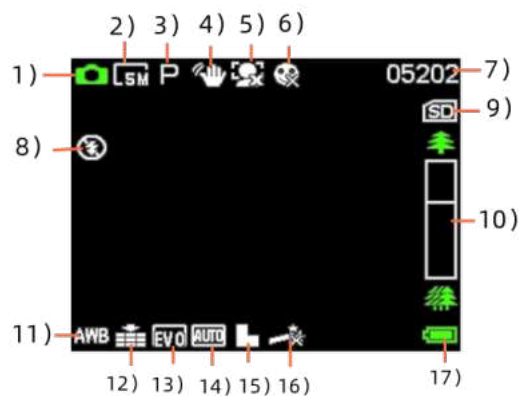 1) 2) 3) 4) 5) 6) 7)
5M P 05202
8) 9)
SD
10)
11) AWB EV0 AUTO
12) 13) 14) 15) 16) 17)